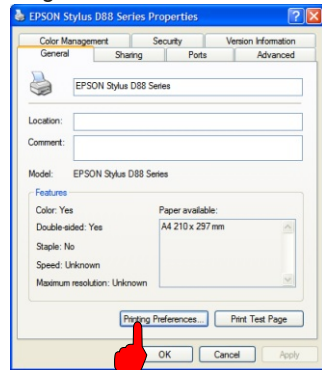 EPSON Stylus D88 Series Properties
Color Management Security Version Information
General Sharing Ports Advanced
EPSON Stylus D88 Series
Location:
Comment:
Model: EPSON Stylus D88 Series
Features
Color: Yes Paper available:
Double-sided: Yes A4 210 x 297 mm
Staple: No
Speed: Unknown
Maximum resolution: Unknown
Printing Preferences... Print Test Page
OK Cancel Apply